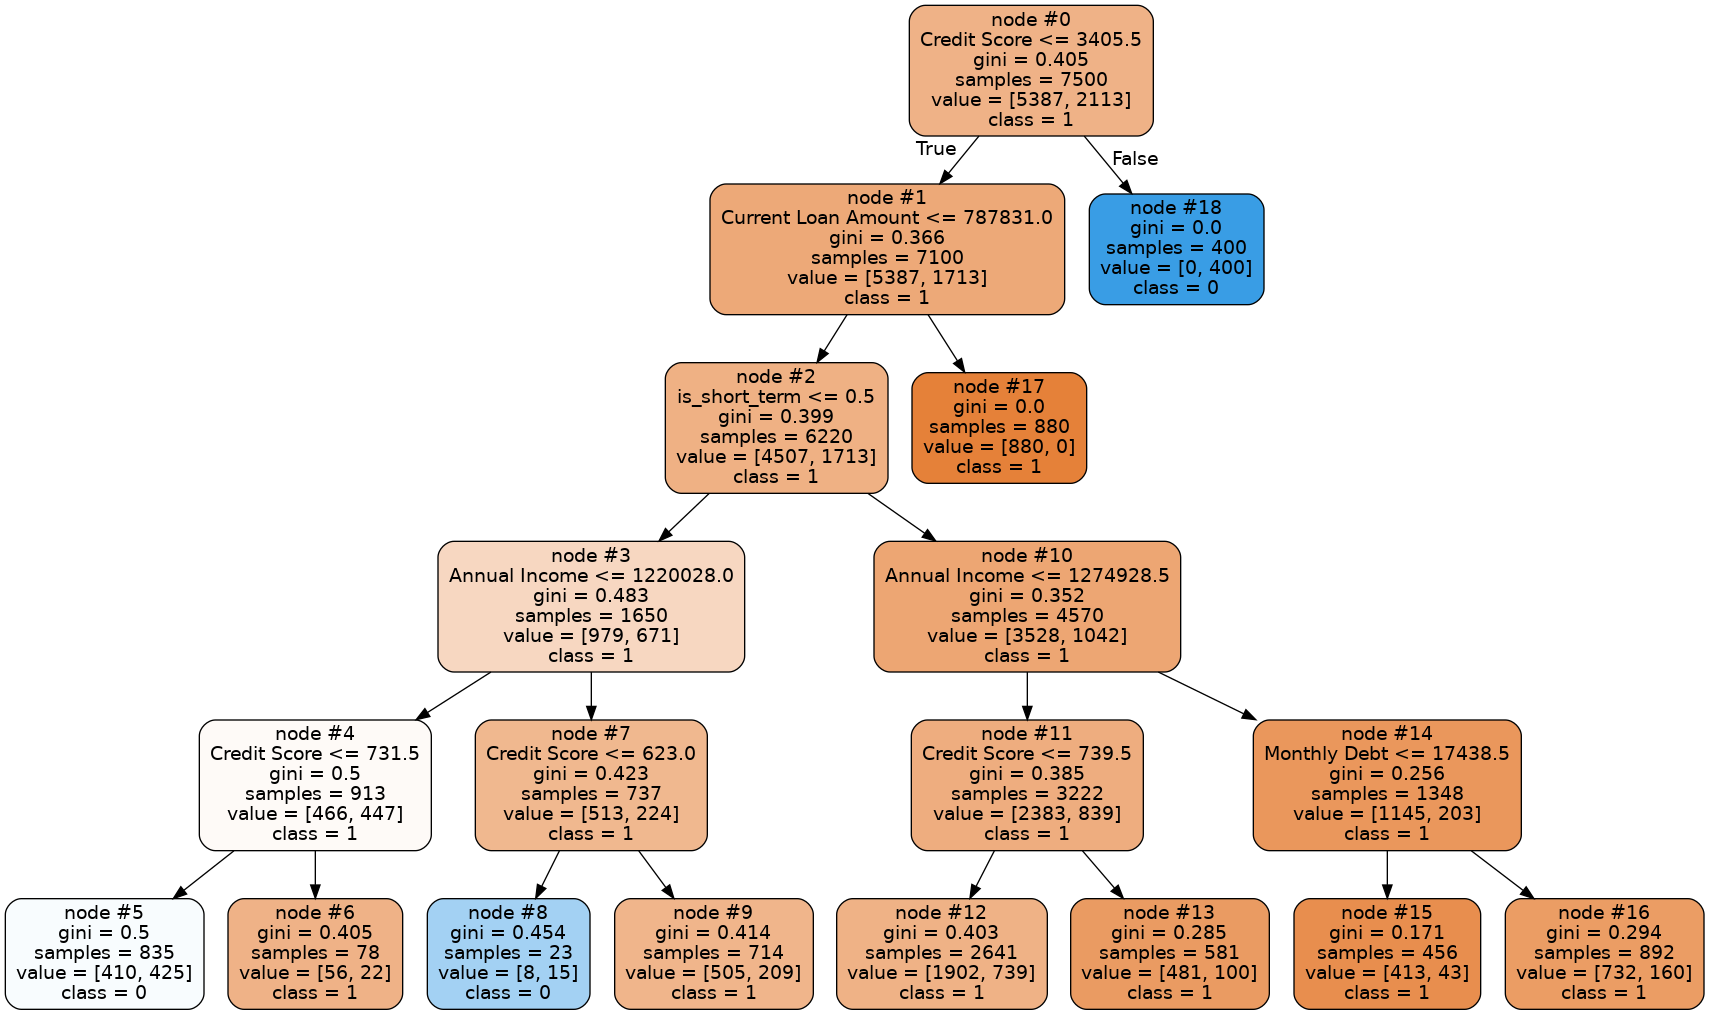 node #0
Credit Score <= 3405.5
gini = 0.405
samples = 7500
value = [5387, 2113]
class = 1
True
False
node #1
Current Loan Amount <= 787831.0
gini = 0.366
samples = 7100
value = [5387, 1713]
class = 1
node #18
gini = 0.0
samples = 400
value = [0, 400]
class = 0
node #2
is_short_term <= 0.5
gini = 0.399
samples = 6220
value = [4507, 1713]
class = 1
node #17
gini = 0.0
samples = 880
value = [880, 0]
class = 1
node #3
Annual Income <= 1220028.0
gini = 0.483
samples = 1650
value = [979, 671]
class = 1
node #10
Annual Income <= 1274928.5
gini = 0.352
samples = 4570
value = [3528, 1042]
class = 1
node #4
Credit Score <= 731.5
gini = 0.5
samples = 913
value = [466, 447]
class = 1
node #7
Credit Score <= 623.0
gini = 0.423
samples = 737
value = [513, 224]
class = 1
node #11
Credit Score <= 739.5
gini = 0.385
samples = 3222
value = [2383, 839]
class = 1
node #14
Monthly Debt <= 17438.5
gini = 0.256
samples = 1348
value = [1145, 203]
class = 1
node #5
gini = 0.5
samples = 835
value = [410, 425]
class = 0
node #6
gini = 0.405
samples = 78
value = [56, 22]
class = 1
node #8
gini = 0.454
samples = 23
value = [8, 15]
class = 0
node #9
gini = 0.414
samples = 714
value = [505, 209]
class = 1
node #12
gini = 0.403
samples = 2641
value = [1902, 739]
class = 1
node #13
gini = 0.285
samples = 581
value = [481, 100]
class = 1
node #15
gini = 0.171
samples = 456
value = [413, 43]
class = 1
node #16
gini = 0.294
samples = 892
value = [732, 160]
class = 1